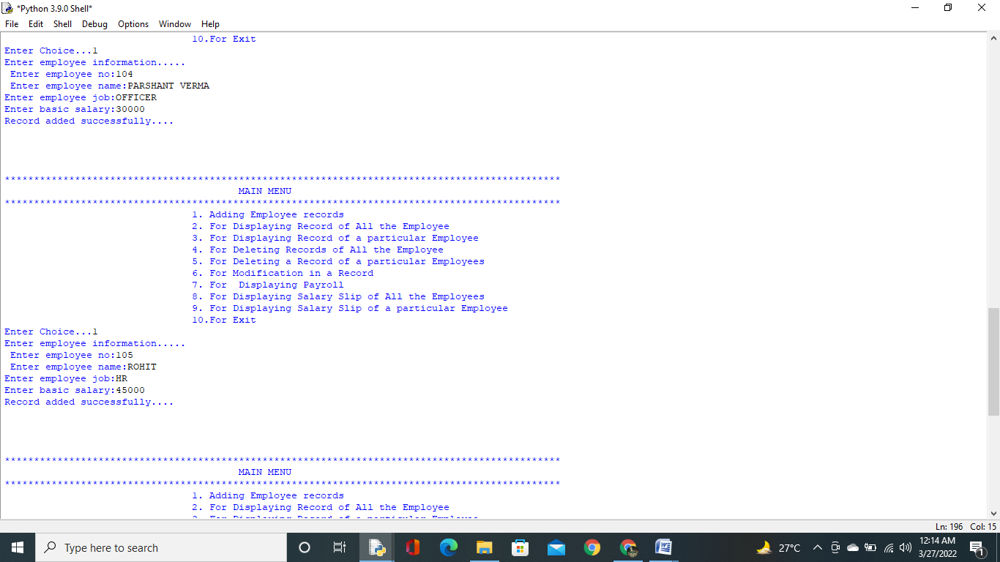 *Python 3.9.0 Shell*
File Edit Shell Debug Options Window Help
10.For Exit
Enter Choice...1
Enter employee information.....
Enter employee no:104
Enter employee name:PARSHANT VERMA
Enter employee job:OFFICER
Enter basic salary:30000
Record added successfully....
***********************************************************************************************
MAIN MENU
***********************************************************************************************
1. Adding Employee records
2. For Displaying Record of All the Employee
3. For Displaying Record of a particular Employee
4. For Deleting Records of All the Employee
5. For Deleting a Record of a particular Employees
6. For Modification in a Record
7. For  Displaying Payroll
8. For Displaying Salary Slip of All the Employees
9. For Displaying Salary Slip of a particular Employee
10.For Exit
Enter Choice...1
Enter employee information.....
Enter employee no:105
Enter employee name:ROHIT
Enter employee job:HR
Enter basic salary:45000
Record added successfully....
***********************************************************************************************
MAIN MENU
***********************************************************************************************
1. Adding Employee records
2. For Displaying Record of All the Employee
3. For Displaying Record of a particular Employee
Ln: 196 Col: 15
Type here to search
27°C
12:14 AM
3/27/2022
1